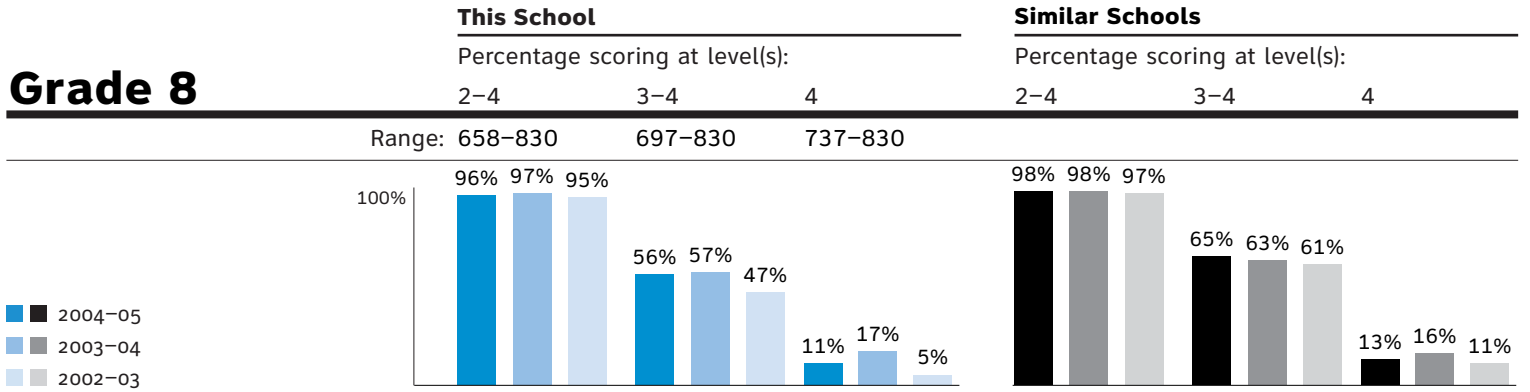 This School Similar Schools
Percentage scoring at level(s): Percentage scoring at level(s):
Grade 8 2–4 3–4 4 2–4 3–4 4
Range: 658–830 697–830 737–830
96% 97% 95% 98% 98% 97%
100%
56% 57% 47% 65% 63% 61%
2004–05
11% 17% 5% 13% 16% 11%
2003–04
2002–03